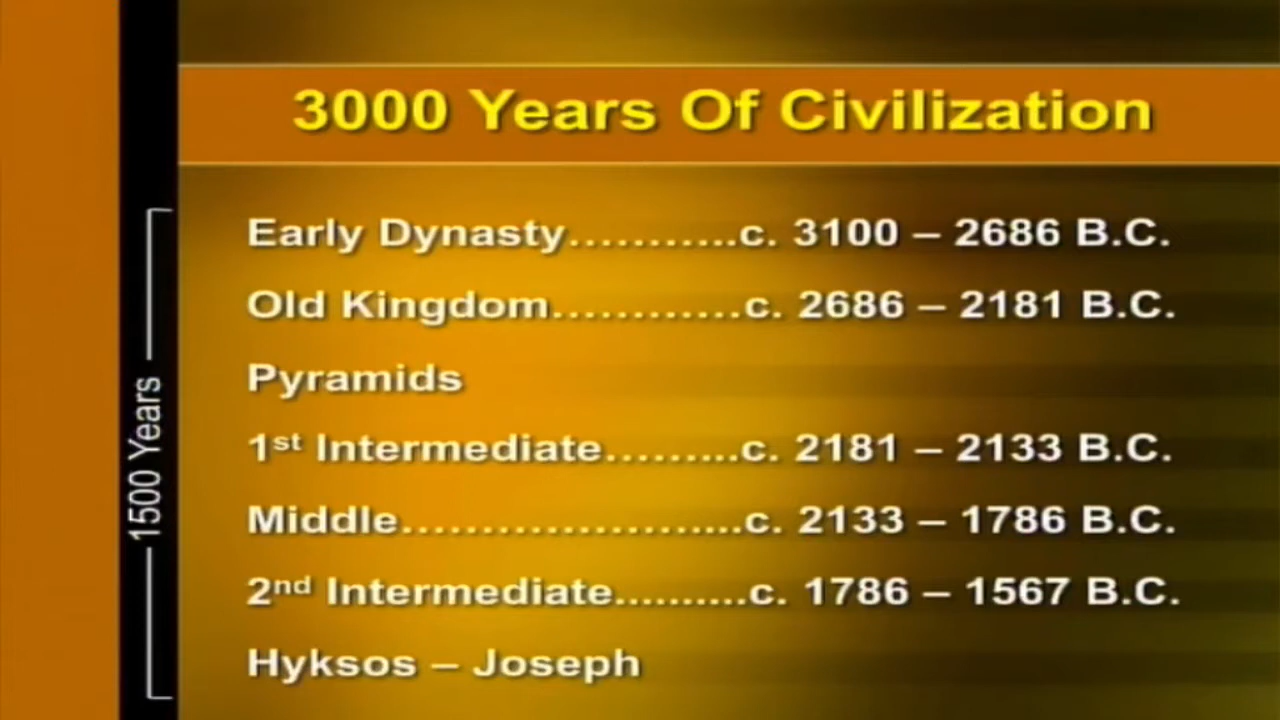 3000 Years Of Civilization
Early Dynasty...........c. 3100 – 2686 B.C.
Old Kingdom............c. 2686 – 2181 B.C.
Pyramids
1st Intermediate.........c. 2181 – 2133 B.C.
Middle......................c. 2133 – 1786 B.C.
2nd Intermediate..........c. 1786 – 1567 B.C.
Hyksos – Joseph
1500 Years